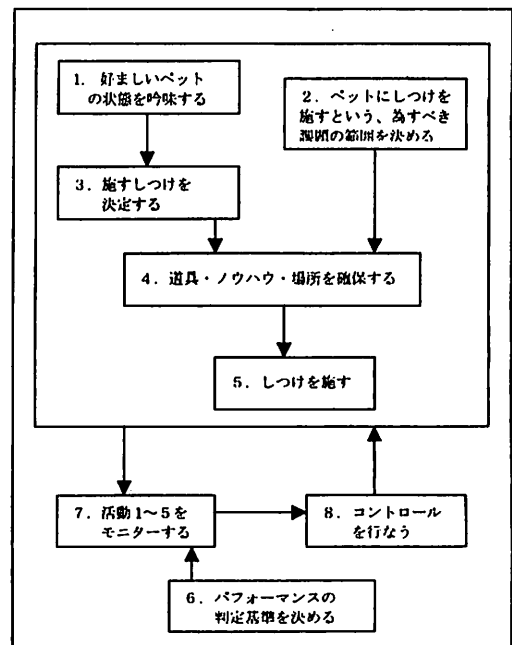 1．好ましいペット
の状態を吟味する
2．ペットにしつけを
施すという、為すべき
課題の範囲を決める
3．施すしつけを
決定する
4．道具・ノウハウ・場所を確保する
5．しつけを施す
7．活動1～5を
モニターする
8．コントロール
を行なう
6．パフォーマンスの
判定基準を決める